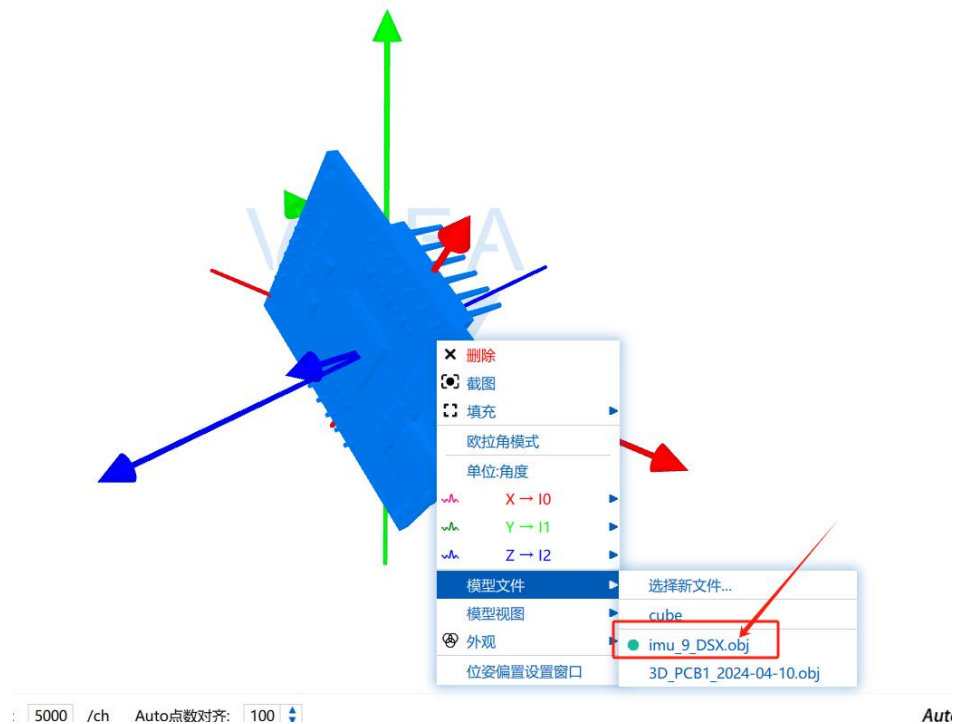 删除
截图
填充
欧拉角模式
单位:角度
X → I0
Y → I1
Z → I2
模型文件
选择新文件...
模型视图
cube
外观
imu_9_DSX.obj
位姿偏置设置窗口
3D_PCB1_2024-04-10.obj
: 5000 /ch Auto点数对齐: 100
Auto